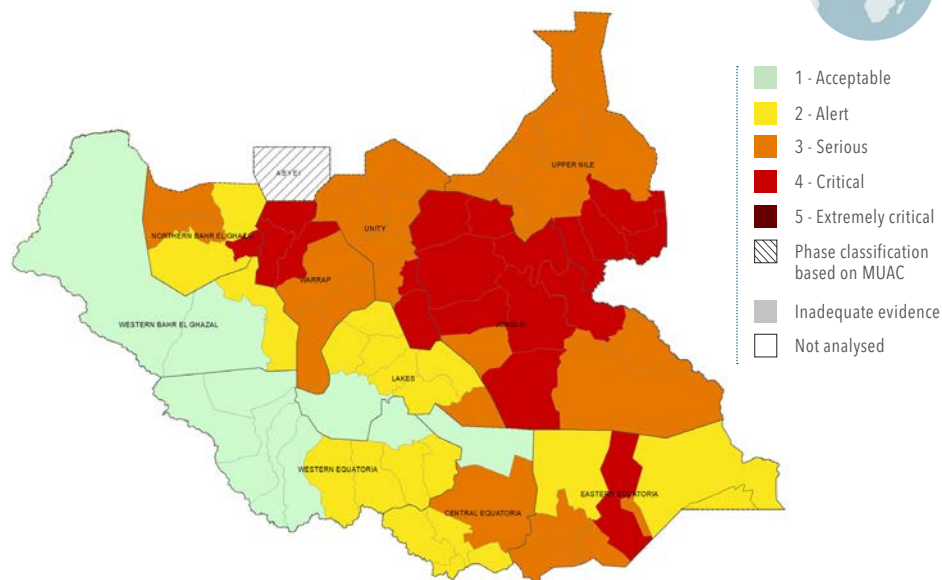 1 - Acceptable
2 - Alert
3 - Serious
4 - Critical
5 - Extremely critical
Phase classification
based on MUAC
Inadequate evidence
Not analysed
UPPER NILE
ABYEI
UNITY
NORTHERN BAHR EL GHAZAL
WARRAP
WESTERN BAHR EL GHAZAL
JONGLEI
LAKES
WESTERN EQUATORIA
EASTERN EQUATORIA
CENTRAL EQUATORIA